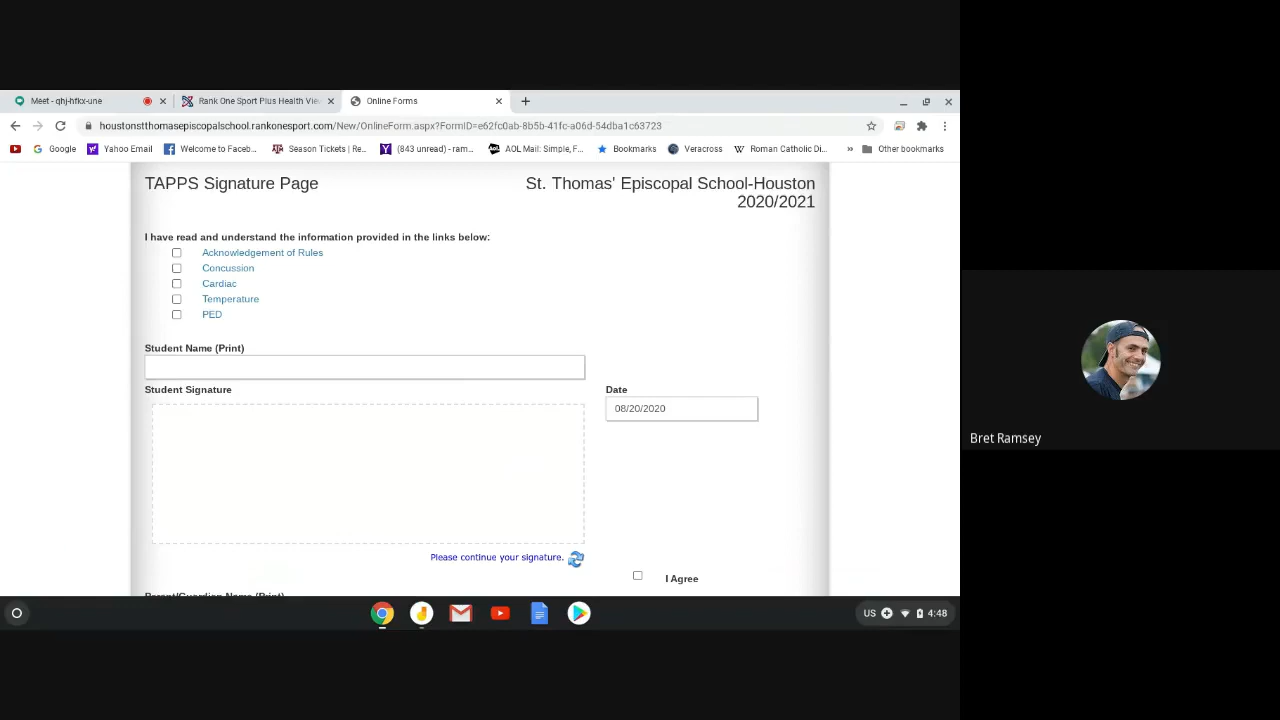 Meet - qhj-hfkx-une
Rank One Sport Plus Health Vie
Online Forms
houstonstthomasepiscopalschool.rankonesport.com/New/OnlineForm.aspx?FormID=e62fc0ab-8b5b-41fc-a06d-54dba1c63723
Google Yahoo Email Welcome to Faceb... Season Tickets | Re... (843 unread) - ram... AOL Mail: Simple, F... Bookmarks Veracross Roman Catholic Di... » Other bookmarks
TAPPS Signature Page
St. Thomas' Episcopal School-Houston
2020/2021
I have read and understand the information provided in the links below:
Acknowledgement of Rules
Concussion
Cardiac
Temperature
PED
Student Name (Print)
Student Signature
Date
08/20/2020
Please continue your signature.
I Agree
Parent/Guardian Name (Print)
US 4:48
Bret Ramsey